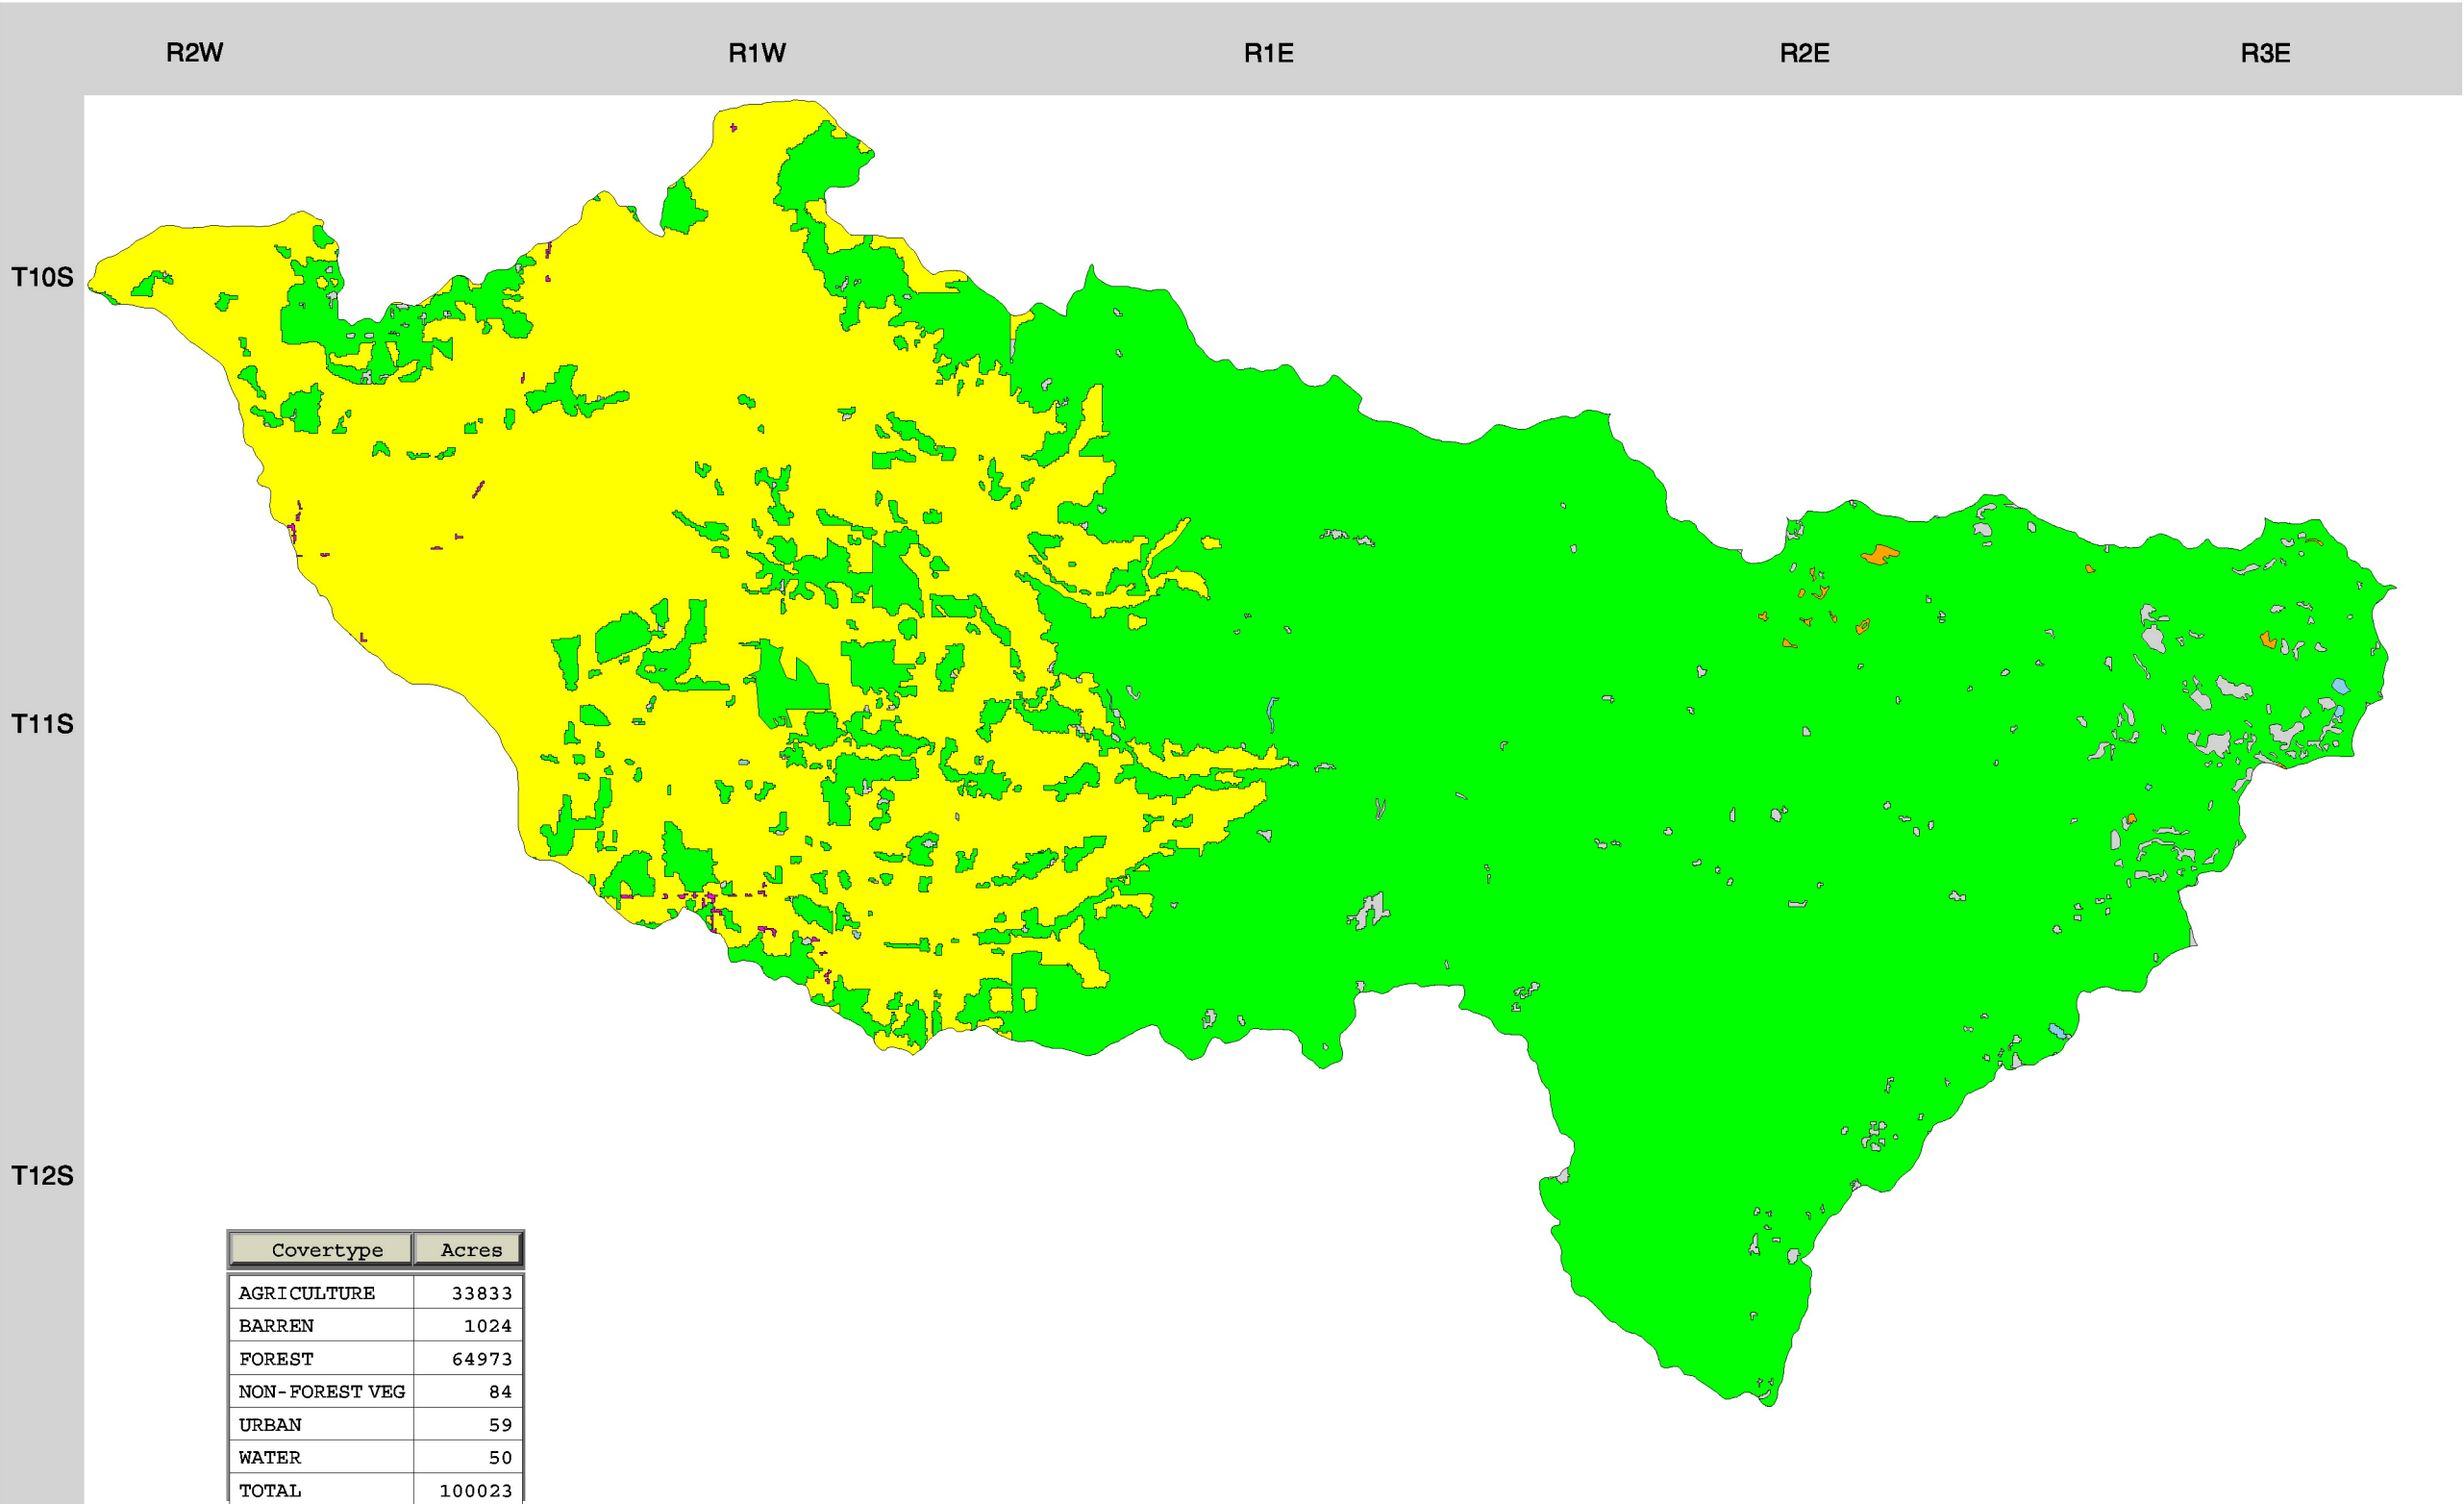 R2W R1W R1E R2E R3E
T10S
T11S
T12S
Covertype Acres
AGRICULTURE 33833
BARREN 1024
FOREST 64973
NON-FOREST VEG 84
URBAN 59
WATER 50
TOTAL 100023